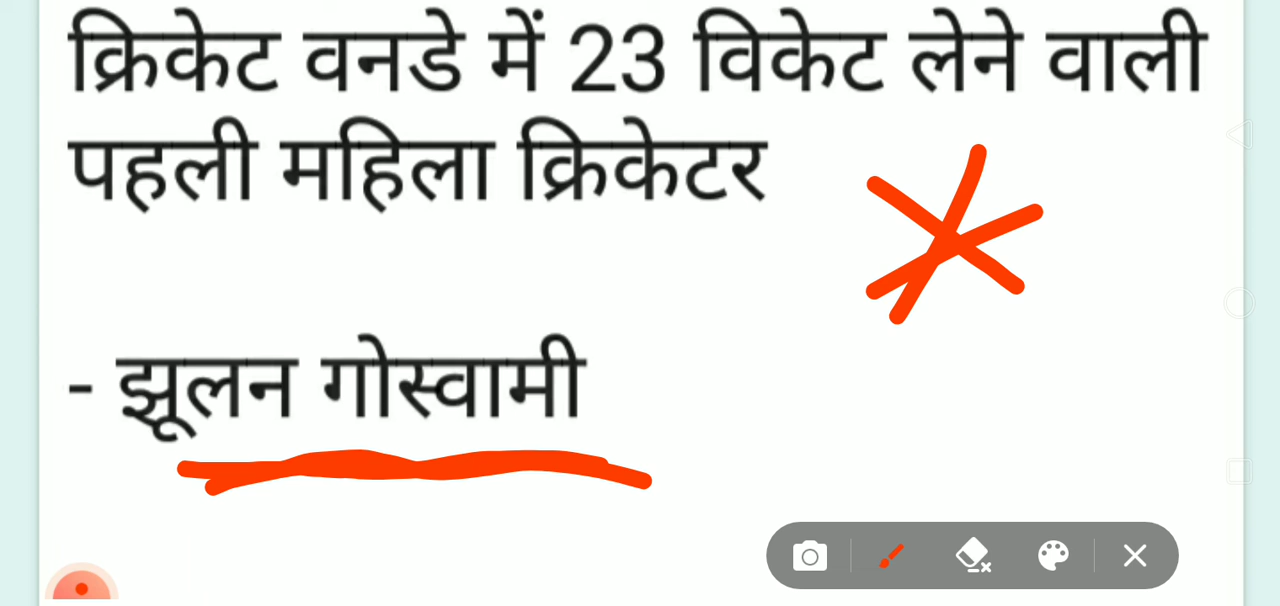 क्रिकेट वनडे में 23 विकेट लेने वाली
पहली महिला क्रिकेटर
- झूलन गोस्वामी